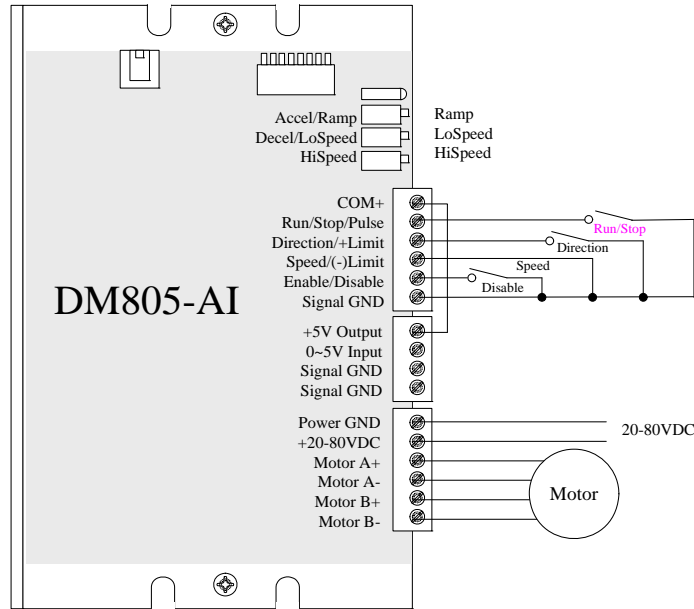 Accel/Ramp
Ramp
Decel/LoSpeed
LoSpeed
HiSpeed
HiSpeed
COM+
Run/Stop/Pulse
Run/Stop
Direction/+Limit
Direction
Speed/(-)Limit
Speed
Enable/Disable
Disable
Signal GND
DM805-AI
+5V Output
0~5V Input
Signal GND
Signal GND
Power GND
20-80VDC
+20-80VDC
Motor A+
Motor A-
Motor B+
Motor B-
Motor